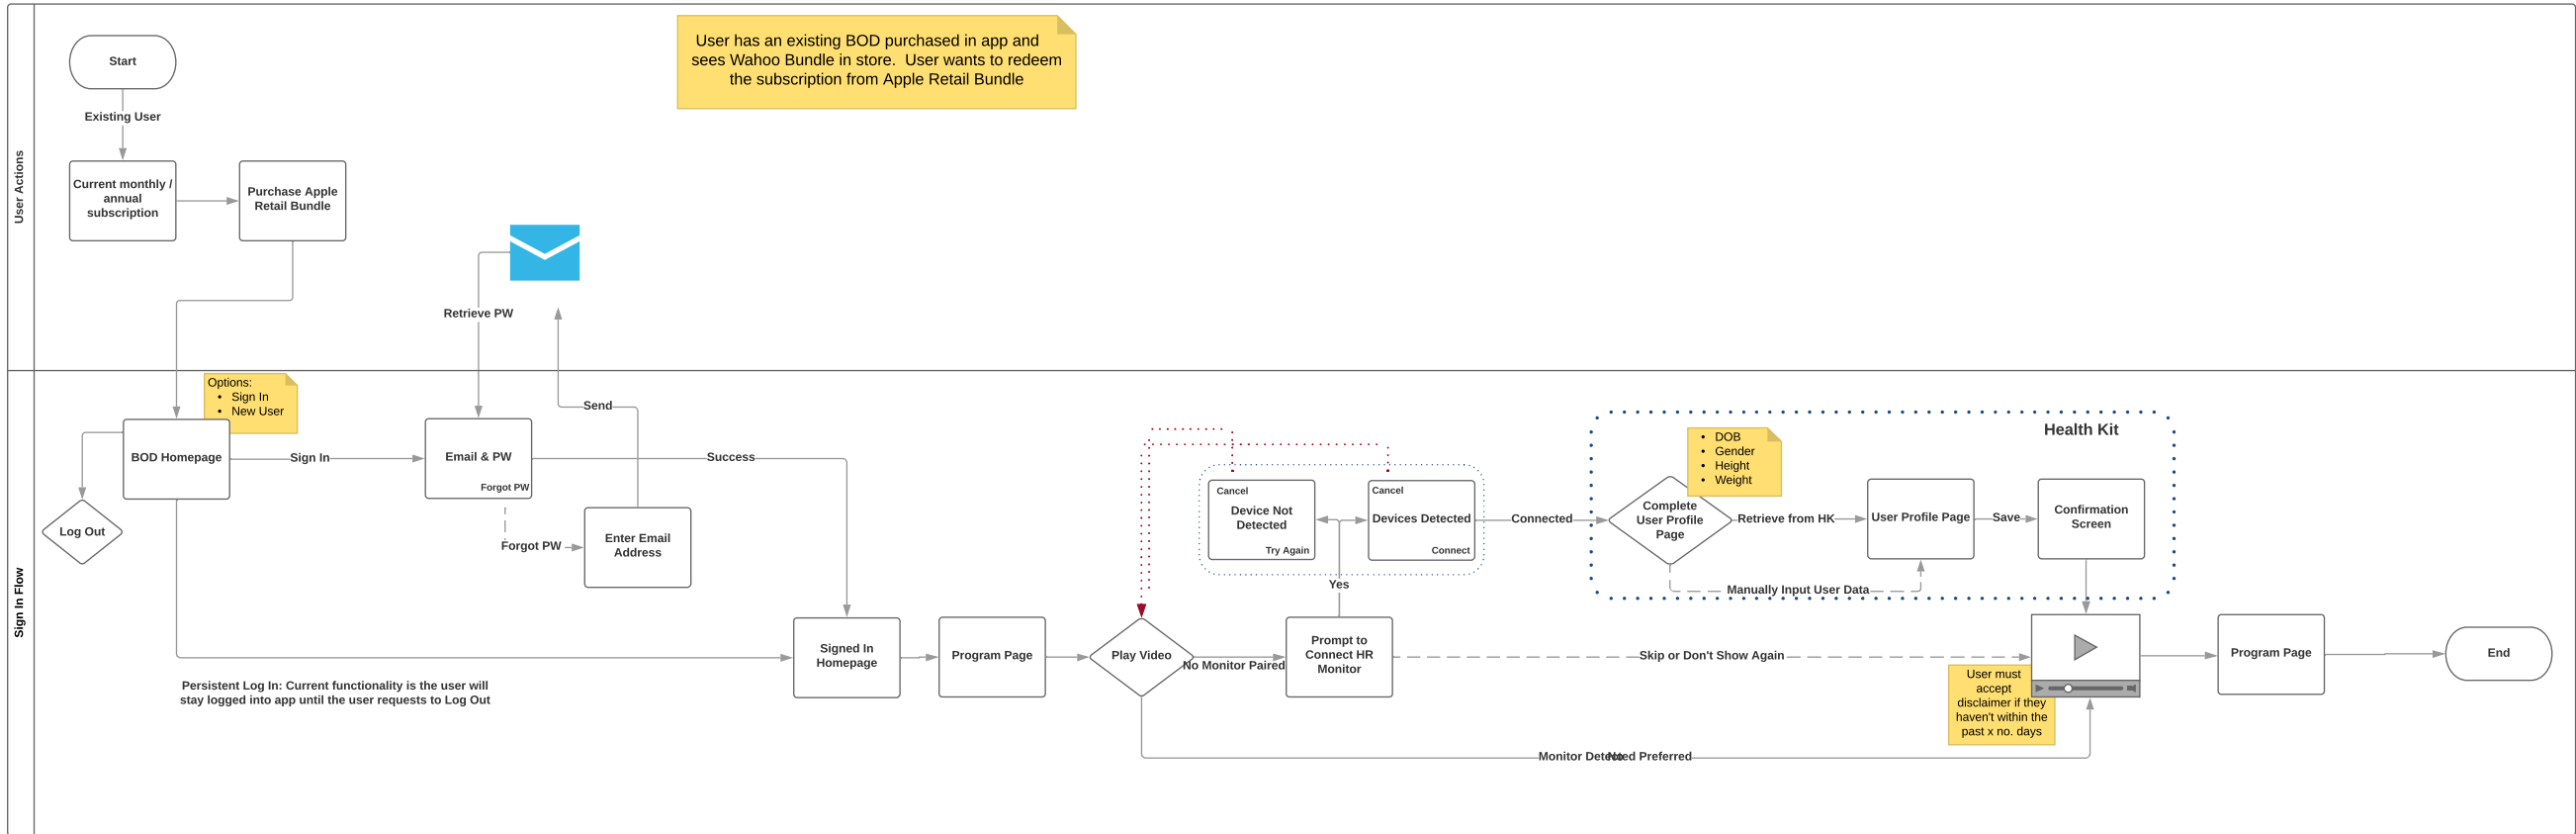 User Actions
Start
Existing User
Current monthly /
annual
subscription
Purchase Apple
Retail Bundle
User has an existing BOD purchased in app and
sees Wahoo Bundle in store.  User wants to redeem
the subscription from Apple Retail Bundle
Retrieve PW
Sign In Flow
Options:
• Sign In
• New User
BOD Homepage
Log Out
Sign In
Email & PW
Forgot PW
Send
Forgot PW
Enter Email
Address
Success
Persistent Log In: Current functionality is the user will
stay logged into app until the user requests to Log Out
Signed In
Homepage
Program Page
Play Video
No Monitor Paired
Prompt to
Connect HR
Monitor
Yes
Cancel
Device Not
Detected
Try Again
Cancel
Devices Detected
Connect
Connected
Health Kit
• DOB
• Gender
• Height
• Weight
Complete
User Profile
Page
Retrieve from HK
Manually Input User Data
User Profile Page
Save
Confirmation
Screen
Skip or Don't Show Again
User must
accept
disclaimer if they
haven't within the
past x no. days
Monitor
Preferred
Program Page
End